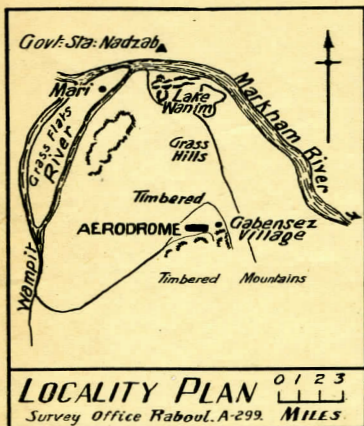 Govt: Sta: Nadzab
Mari
Lake
Wanim
Markham River
Grass Flats
River
Grass
Hills
Timbered
AERODROME
Gabensez
Village
Wampit
Timbered Mountains
LOCALITY PLAN
0 1 2 3
Survey Office Rabaul. A-299. MILES